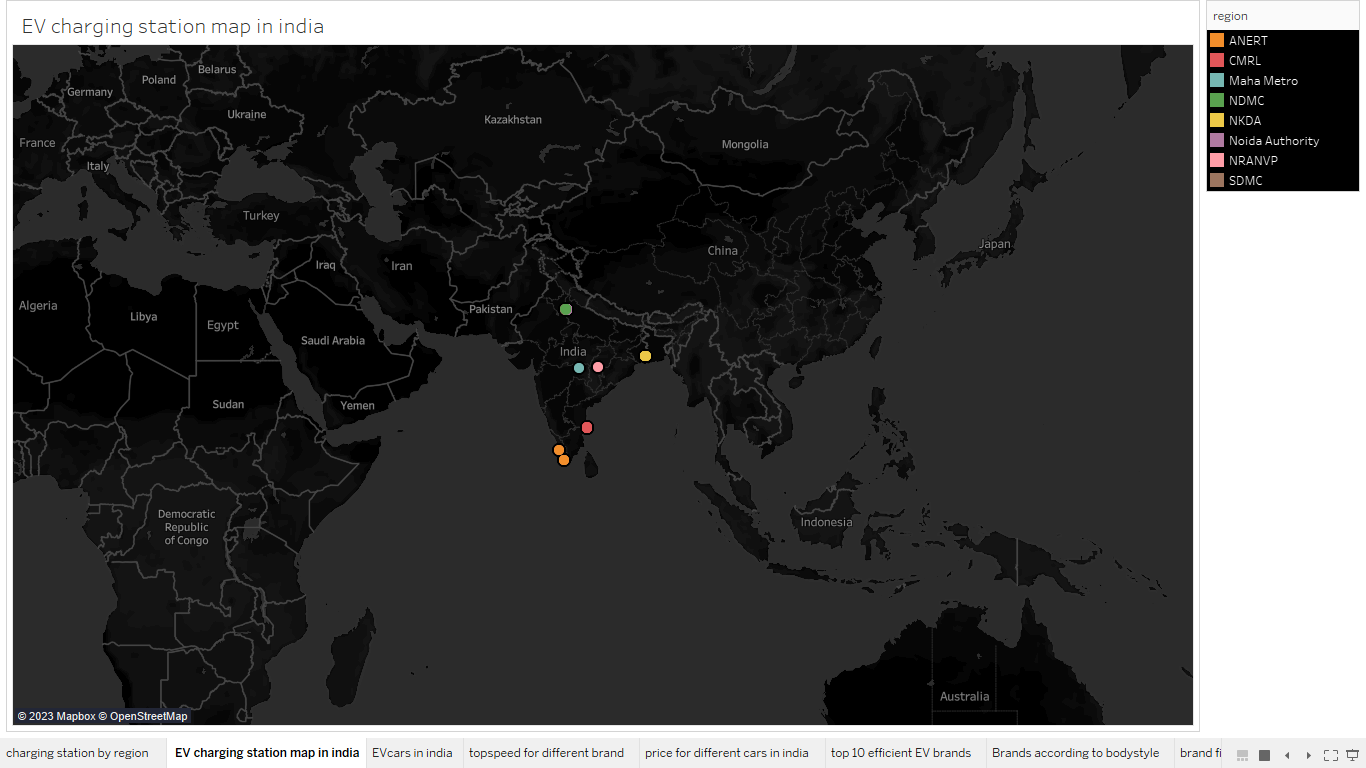 EV charging station map in india
region
ANERT
CMRL
Maha Metro
NDMC
NKDA
Noida Authority
NRANVP
SDMC
Belarus
Poland
Germany
Ukraine
Kazakhstan
France
Mongolia
Italy
Turkey
Japan
China
Iraq
Iran
Algeria
Pakistan
Libya
Egypt
Saudi Arabia
India
Sudan
Yemen
Democratic
Republic
of Congo
Indonesia
Australia
© 2023 Mapbox © OpenStreetMap
charging station by region
EV charging station map in india
EVcars in india
topspeed for different brand
price for different cars in india
top 10 efficient EV brands
Brands according to bodystyle
brand fi